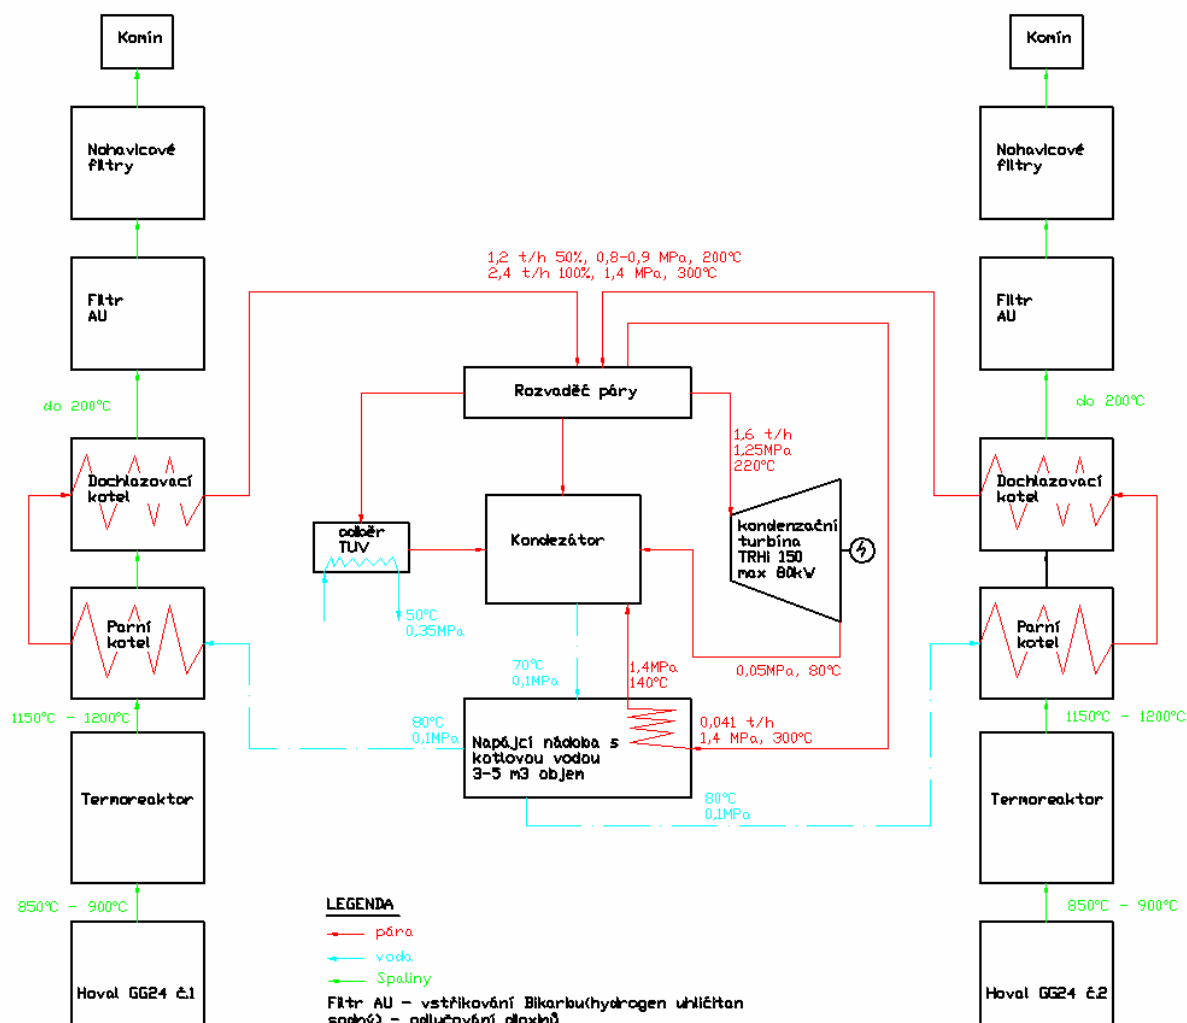 Komín
Komín
Nohavicové
filtry
Nohavicové
filtry
1,2 t/h 50%, 0,8-0,9 MPa, 200°C
2,4 t/h 100%, 1,4 MPa, 300°C
Filtr
AU
Filtr
AU
do 200°C
do 200°C
Rozvaděč páry
1,6 t/h
1,25MPa
220°C
Dochlazovací
kotel
Dochlazovací
kotel
odběr
TUV
Kondezátor
kondenzační
turbína
TRHi 150
max 80kW
50°C
0,35MPa
Parní
kotel
Parní
kotel
70°C
0,1MPa
1,4MPa
140°C
0,05MPa, 80°C
1150°C - 1200°C
1150°C - 1200°C
80°C
0,1MPa
0,041 t/h
1,4 MPa, 300°C
Napájcí nádoba s
kotlovou vodou
3-5 m3 objem
80°C
0,1MPa
Termoreaktor
Termoreaktor
850°C - 900°C
850°C - 900°C
LEGENDA
pára
voda
Spaliny
Hoval GG24 č.1
Hoval GG24 č.2
Filtr AU - vstřikování Bikarbu(hydrogen uhličitan
sodný) - odlučování dioxinů